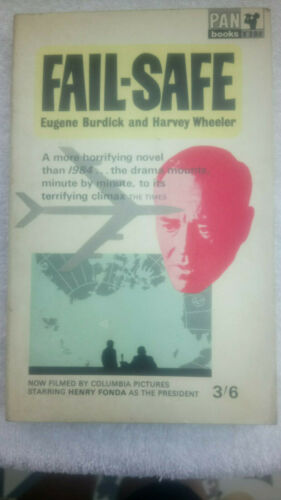 PAN
books
FAIL-SAFE
Eugene Burdick and Harvey Wheeler
A more horrifying novel
than 1984 . . . the drama mounts,
minute by minute, to its
terrifying climax THE TIMES
NOW FILMED BY COLUMBIA PICTURES
STARRING HENRY FONDA AS THE PRESIDENT
3/6